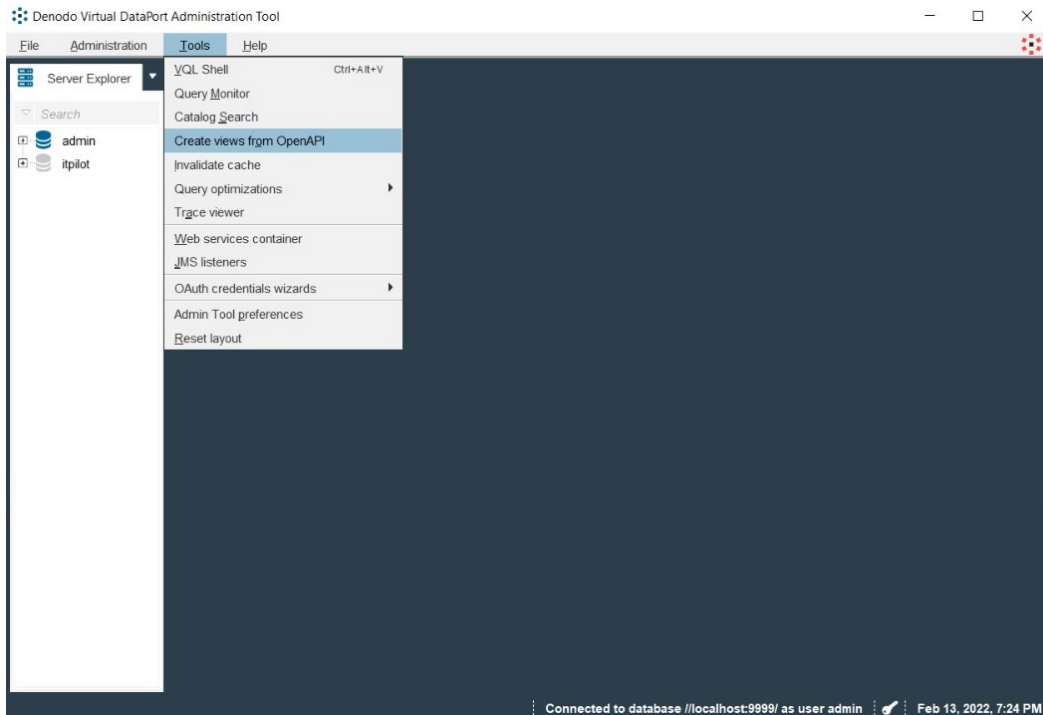 Denodo Virtual DataPort Administration Tool
File Administration Tools Help
Server Explorer
Search
admin
itpilot
VQL Shell Ctrl+Alt+V
Query Monitor
Catalog Search
Create views from OpenAPI
Invalidate cache
Query optimizations
Trace viewer
Web services container
JMS listeners
OAuth credentials wizards
Admin Tool preferences
Reset layout
Connected to database //localhost:9999/ as user admin Feb 13, 2022, 7:24 PM